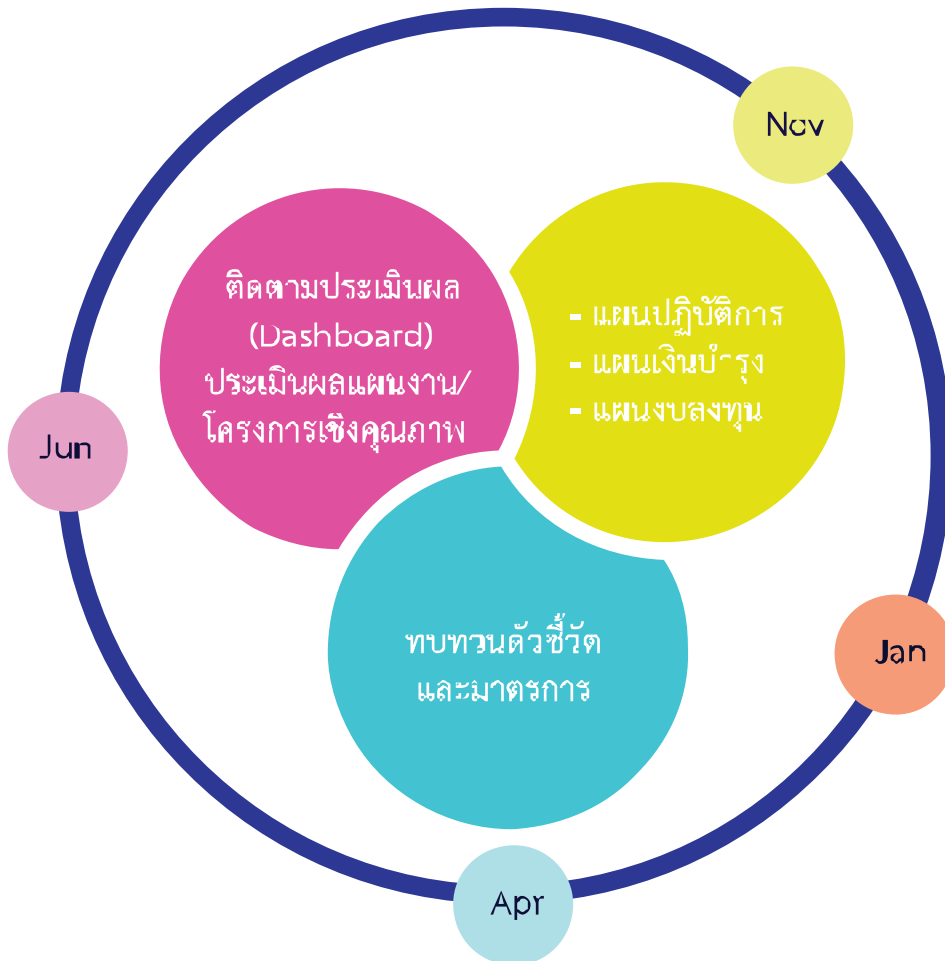 Nov
ติดตามประเมินผล
(Dashboard)
ประเมินผลแผนงาน/
โครงการเชิงคุณภาพ
- แผนปฏิบัติการ
- แผนเงินบำรุง
- แผนงบลงทุน
Jun
ทบทวนตัวชี้วัด
และมาตรการ
Jan
Apr